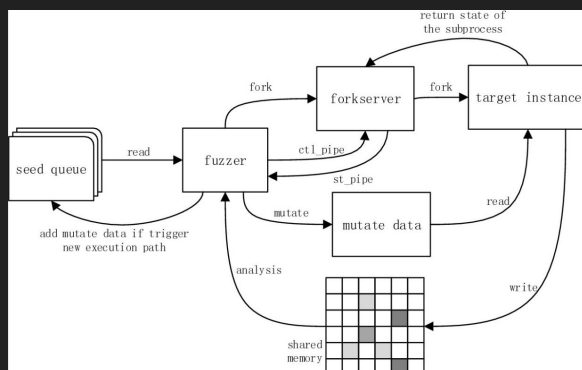 return state of
the subprocess
fork
forkserver
fork
target instance
seed queue
read
fuzzer
ctl_pipe
st_pipe
mutate
mutate data
read
add mutate data if trigger
new execution path
analysis
write
shared
memory